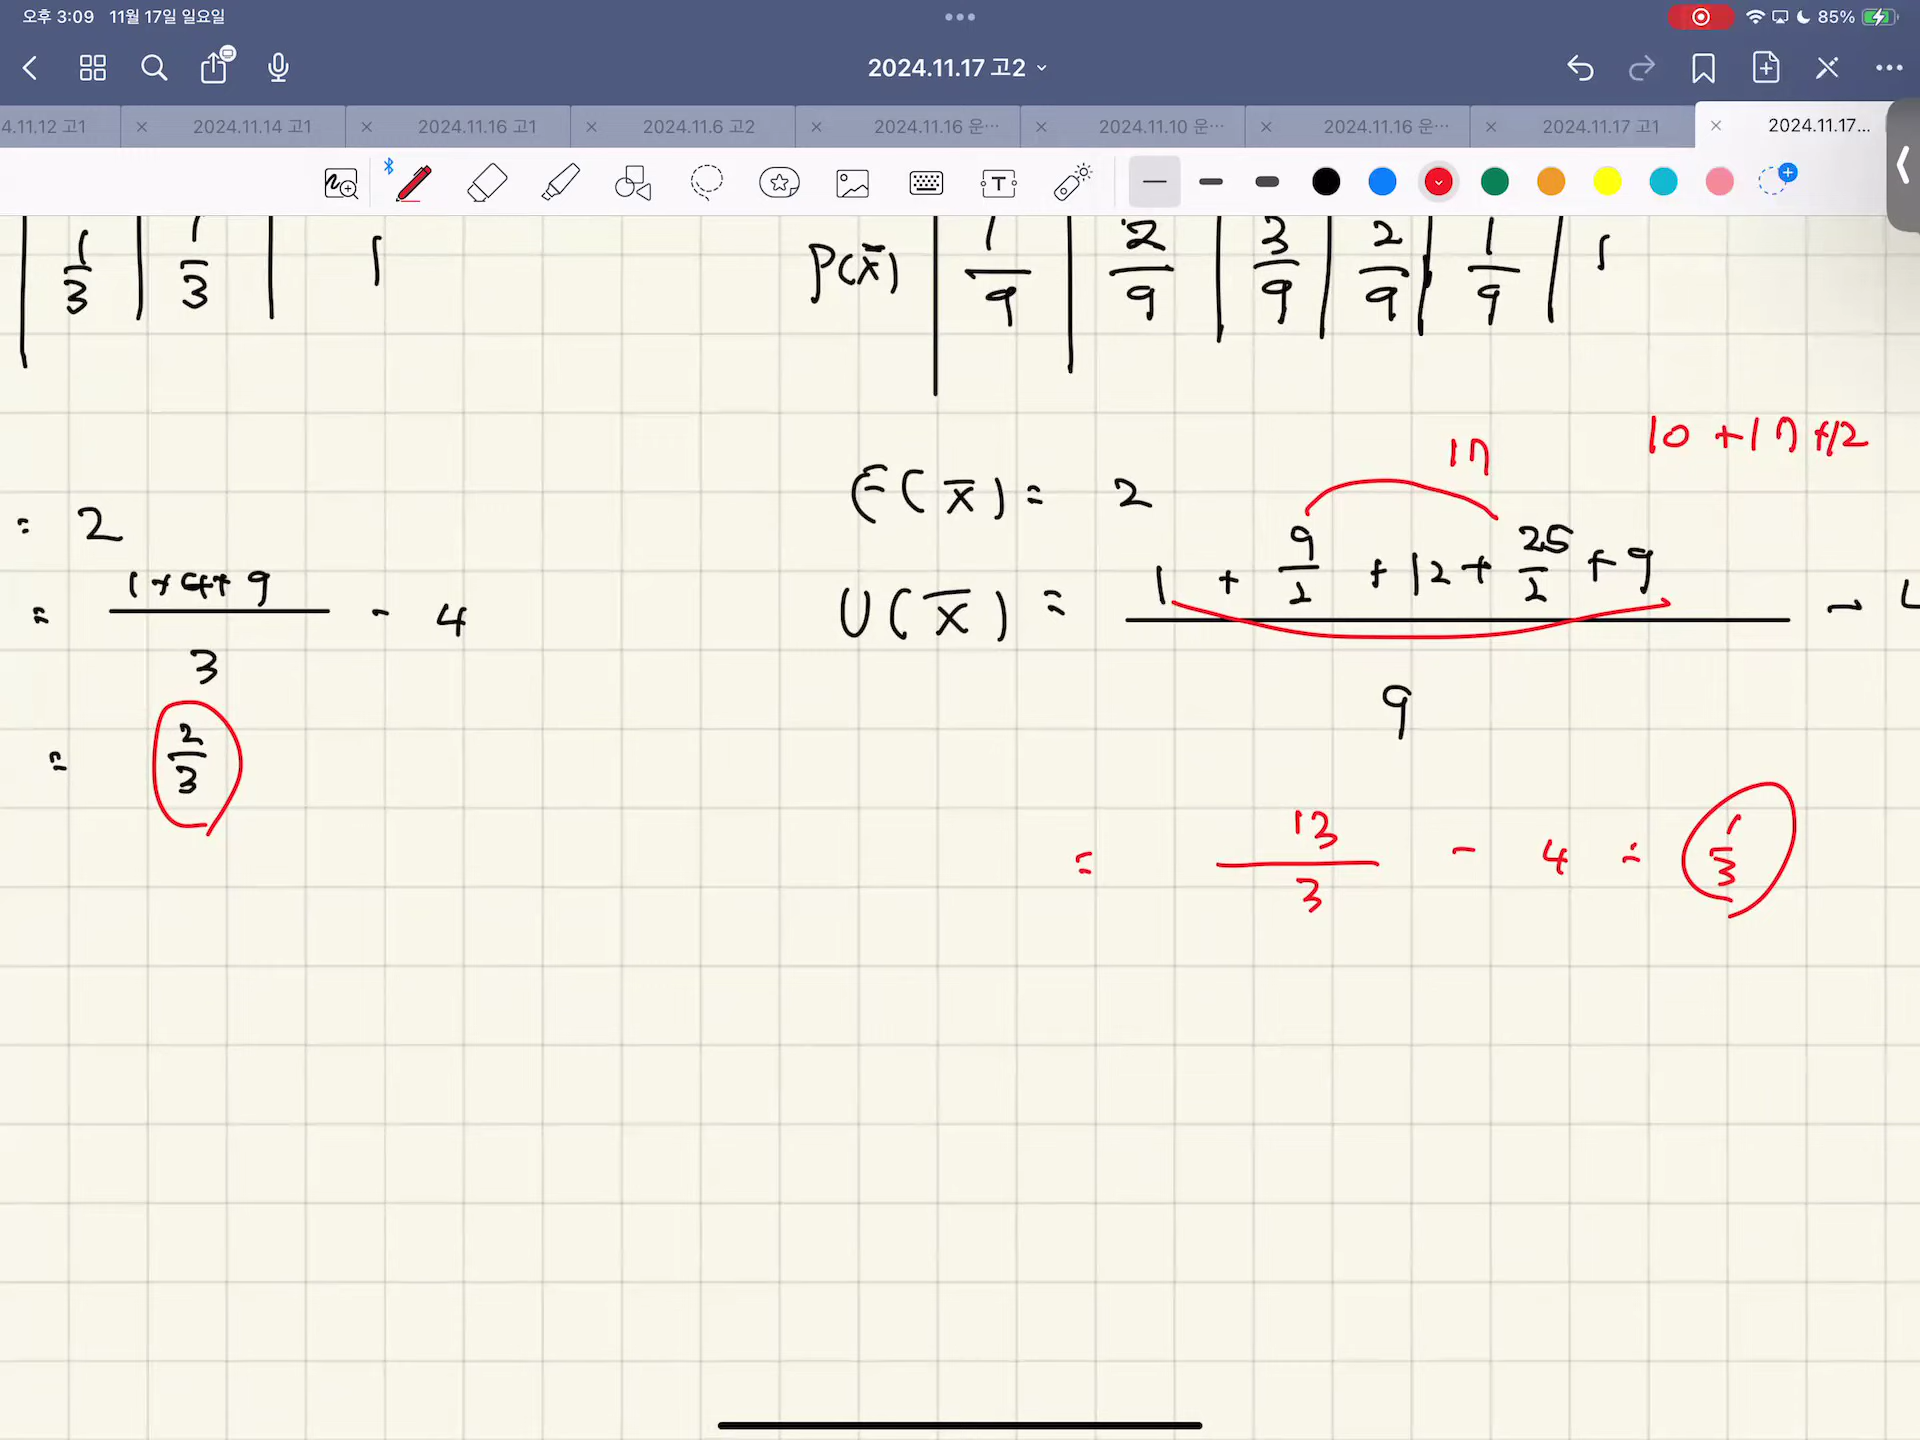 오후 3:09 11월 17일 일요일
85%
2024.11.17 고2
4.11.12 고1
2024.11.14 고1
2024.11.16 고1
2024.11.6 고2
2024.11.16 운…
2024.11.10 운…
2024.11.16 운…
2024.11.17 고1
2024.11.17...
1/3 | 1/3 | 1
P(x̄) | 1/9 | 2/9 | 3/9 | 2/9 | 1/9 | 1
10 + 17 + 12
17
E(x̄) = 2
= 2
V(x̄) = (1 + 9/2 + 12 + 25/2 + 9)/9 - 4
= (1+4+9)/3 - 4
= 2/3
= 13/3 - 4 = 1/3